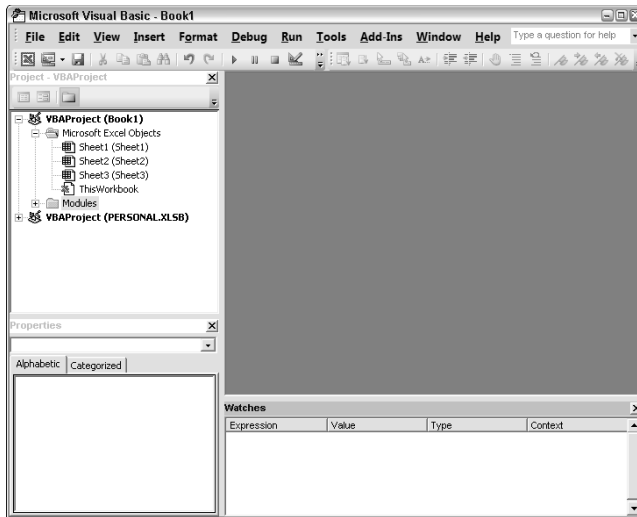 Microsoft Visual Basic - Book1
File Edit View Insert Format Debug Run Tools Add-Ins Window Help Type a question for help
Project - VBAProject
VBAProject (Book1)
Microsoft Excel Objects
Sheet1 (Sheet1)
Sheet2 (Sheet2)
Sheet3 (Sheet3)
ThisWorkbook
Modules
VBAProject (PERSONAL.XLSB)
Properties
Alphabetic Categorized
Watches
Expression Value Type Context